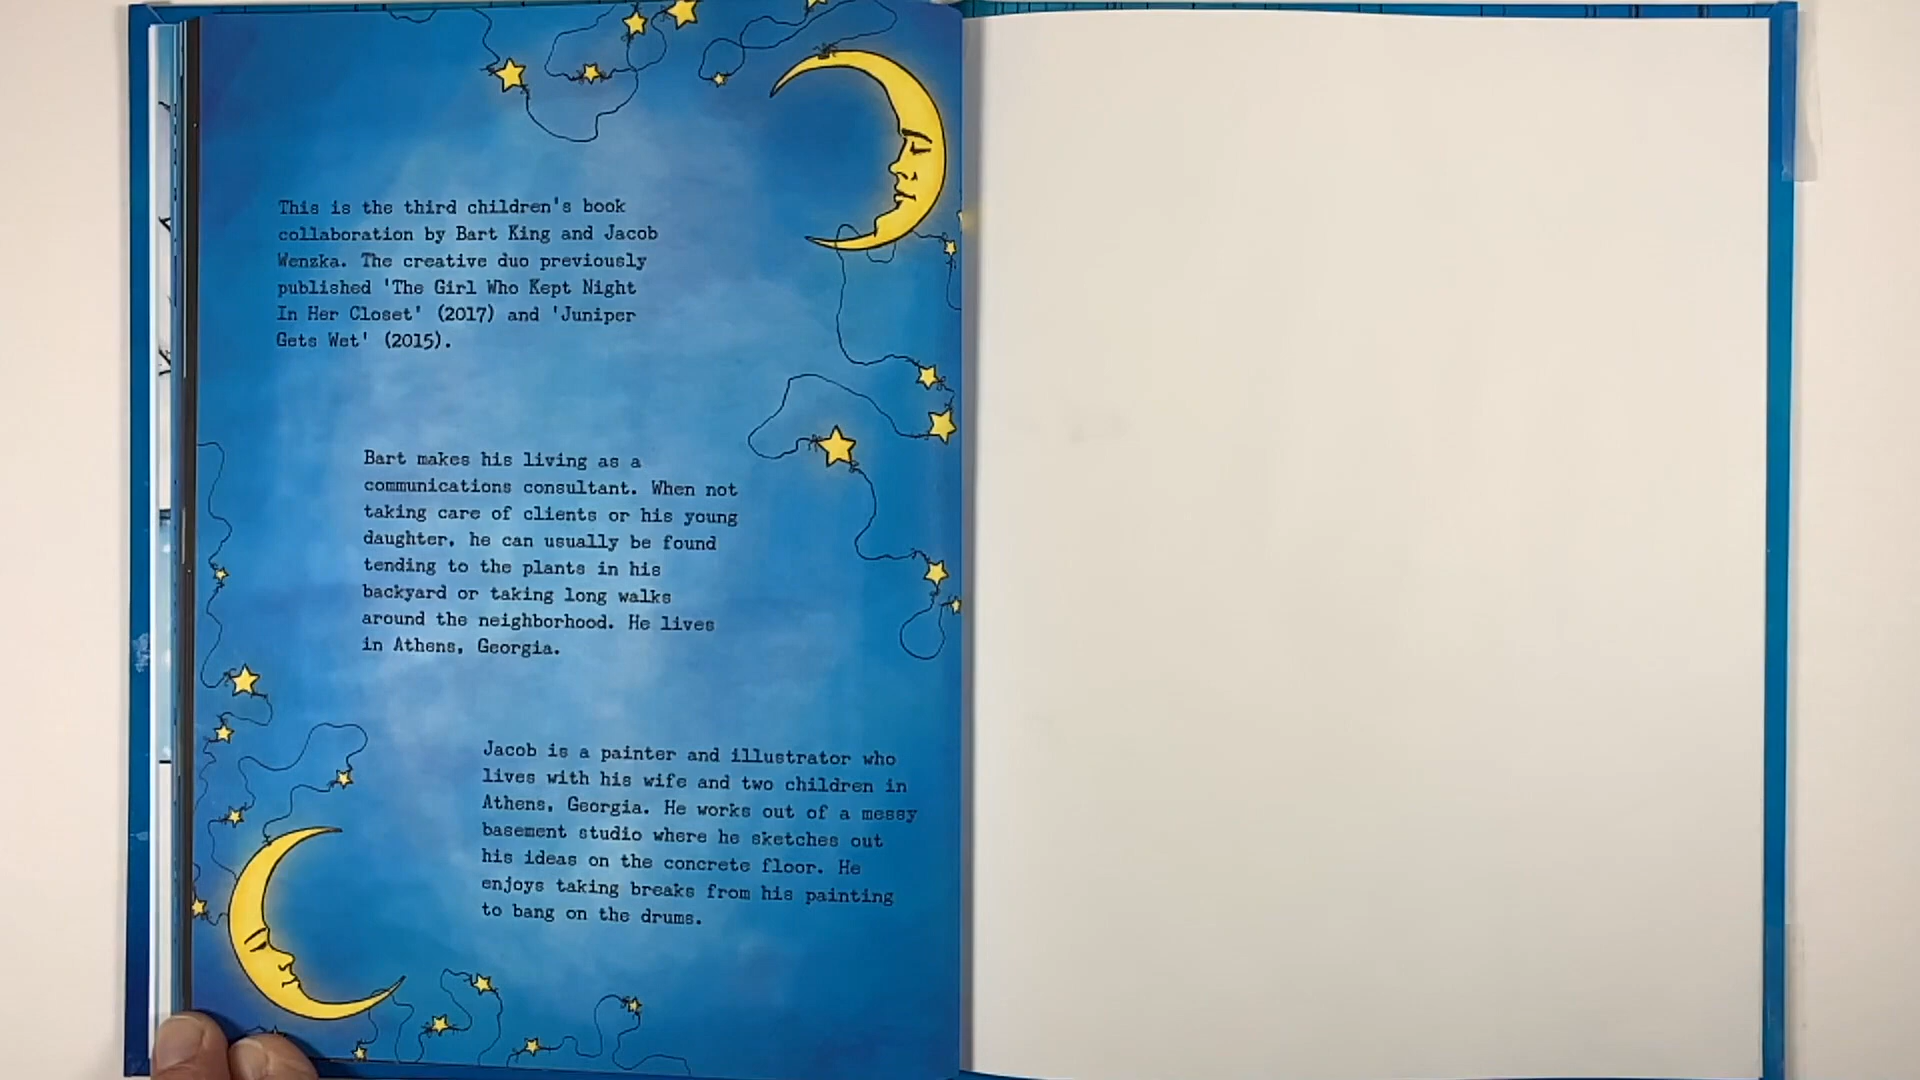 This is the third children's book
collaboration by Bart King and Jacob
Wenzka. The creative duo previously
published 'The Girl Who Kept Night
In Her Closet' (2017) and 'Juniper
Gets Wet' (2015).
Bart makes his living as a
communications consultant. When not
taking care of clients or his young
daughter, he can usually be found
tending to the plants in his
backyard or taking long walks
around the neighborhood. He lives
in Athens, Georgia.
Jacob is a painter and illustrator who
lives with his wife and two children in
Athens, Georgia. He works out of a messy
basement studio where he sketches out
his ideas on the concrete floor. He
enjoys taking breaks from his painting
to bang on the drums.